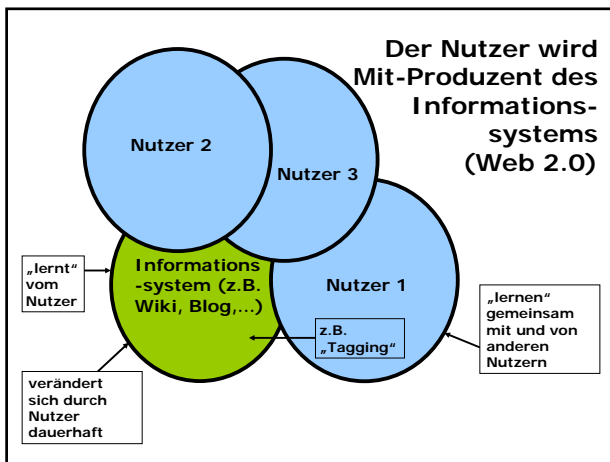 Der Nutzer wird
Mit-Produzent des
Informations-
systems
(Web 2.0)
Nutzer 2
Nutzer 3
Informations
-system (z.B.
Wiki, Blog,...)
Nutzer 1
„lernt“
vom
Nutzer
z.B.
„Tagging“
„lernen“
gemeinsam
mit und von
anderen
Nutzern
verändert
sich durch
Nutzer
dauerhaft